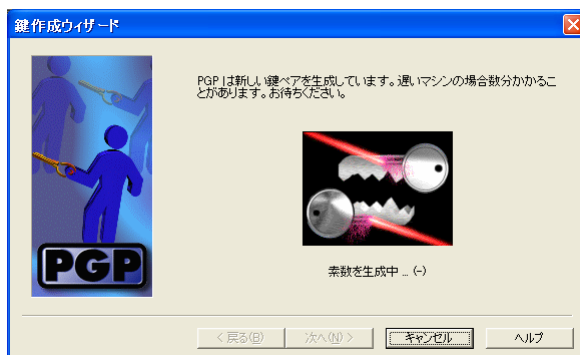 鍵作成ウィザード
PGP は新しい鍵ペアを生成しています。遅いマシンの場合数分かかるこ
とがあります。お待ちください。
PGP
素数を生成中 ... (-)
< 戻る(B) 次へ(N) > キャンセル ヘルプ